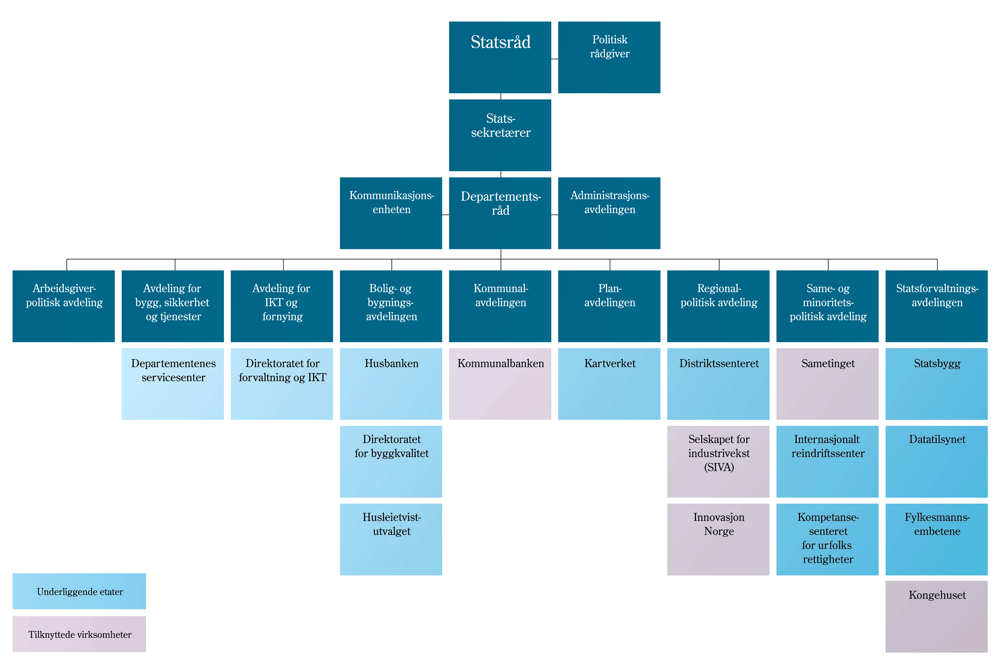 Statsråd
Politisk
rådgiver
Stats-
sekretærer
Kommunikasjons-
enheten
Departements-
råd
Administrasjons-
avdelingen
Arbeidsgiver-
politisk avdeling
Avdeling for
bygg, sikkerhet
og tjenester
Avdeling for
IKT og
fornying
Bolig- og
bygnings-
avdelingen
Kommunal-
avdelingen
Plan-
avdelingen
Regional-
politisk avdeling
Same- og
minoritets-
politisk avdeling
Statsforvaltnings-
avdelingen
Departementenes
servicesenter
Direktoratet for
forvaltning og IKT
Husbanken
Kommunalbanken
Kartverket
Distriktssenteret
Sametinget
Statsbygg
Direktoratet
for byggkvalitet
Selskapet for
industrivekst
(SIVA)
Internasjonalt
reindriftssenter
Datatilsynet
Husleietvist-
utvalget
Innovasjon
Norge
Kompetanse-
senteret
for urfolks
rettigheter
Fylkesmanns-
embetene
Kongehuset
Underliggende etater
Tilknyttede virksomheter